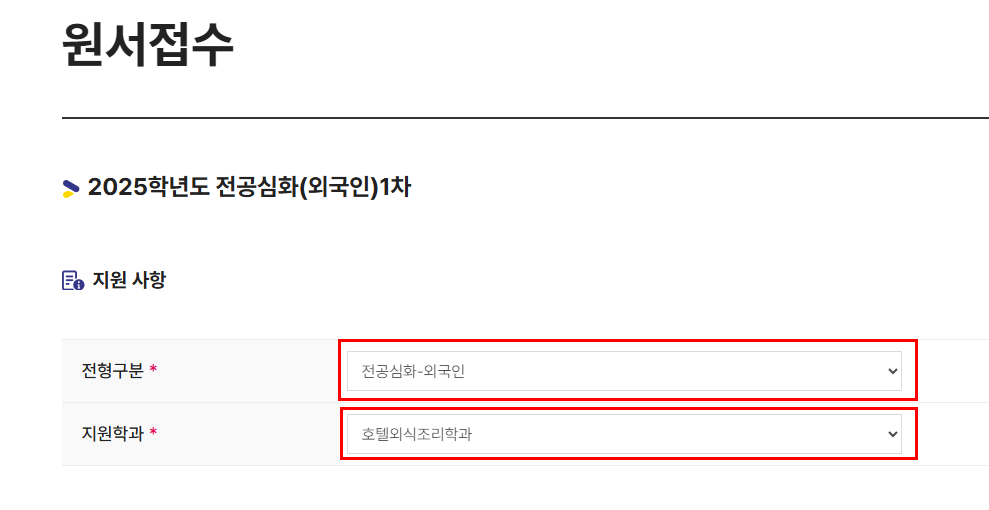 원서접수
2025학년도 전공심화(외국인)1차
지원 사항
전형구분 *
전공심화-외국인
지원학과 *
호텔외식조리학과